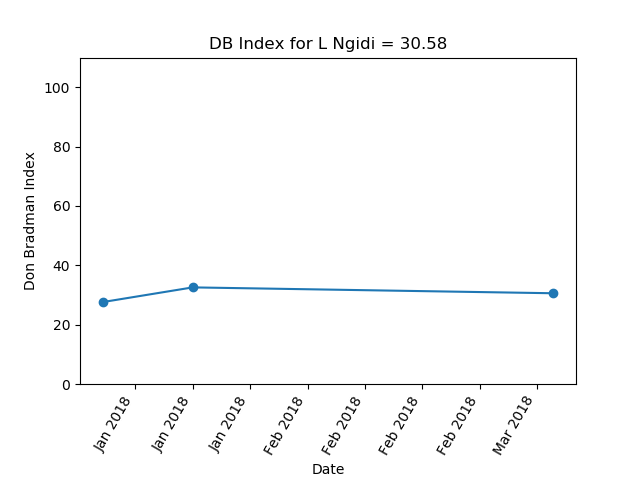 DB Index for L Ngidi = 30.58
100
80
60
40
20
0
Don Bradman Index
Jan 2018
Jan 2018
Jan 2018
Feb 2018
Feb 2018
Feb 2018
Feb 2018
Mar 2018
Date